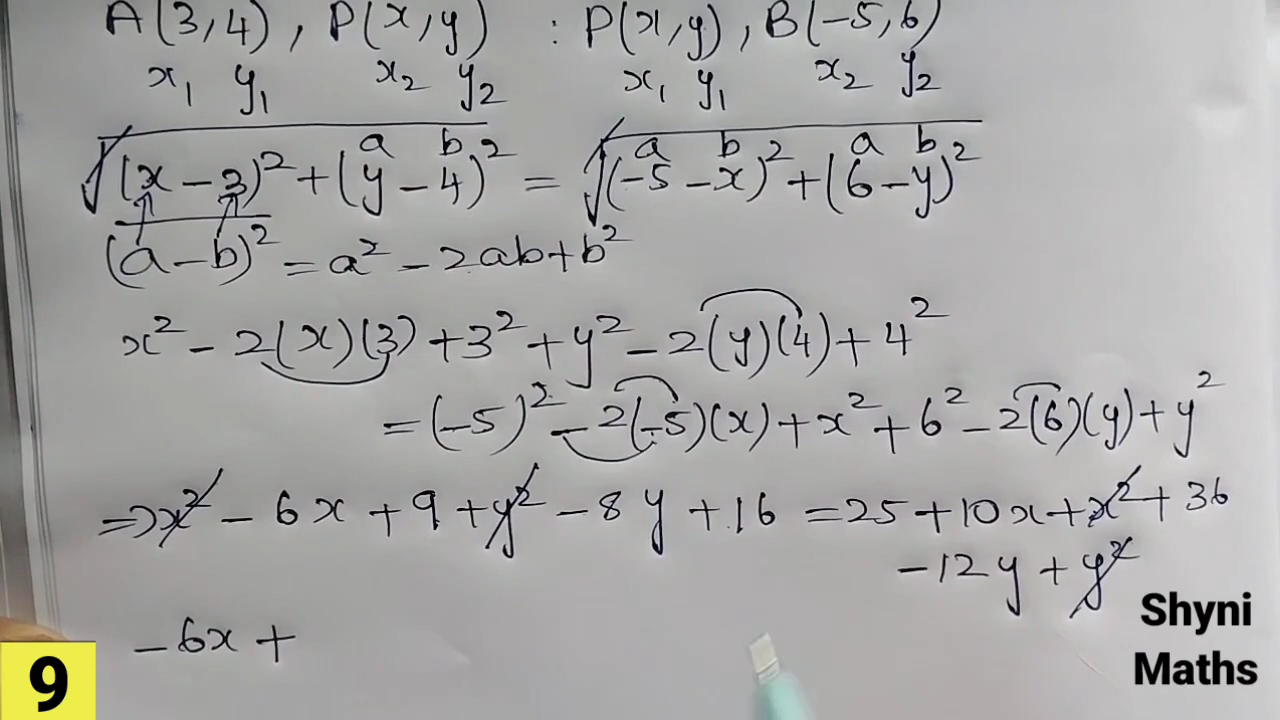 A(3,4), P(x,y) : P(x,y), B(-5,6)
x₁ y₁ x₂ y₂ x₁ y₁ x₂ y₂
a b a b a b
√(x-3)²+(y-4)² = √(-5-x)²+(6-y)²
(a-b)² = a²-2ab+b²
x²-2(x)(3)+3²+y²-2(y)(4)+4²
=(-5)²-2(-5)(x)+x²+6²-2(6)(y)+y²
⇒x²-6x+9+y²-8y+16=25+10x+x²+36
-12y+y²
-6x+
Shyni
Maths
9